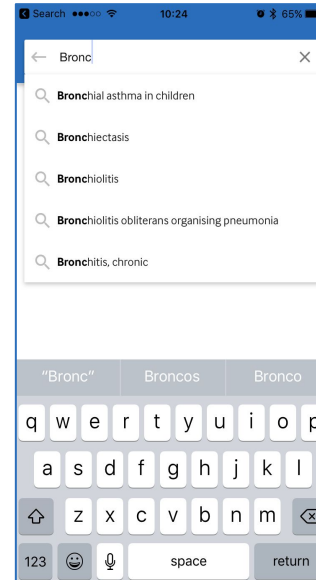 Search 10:24 65%
Bronc
Bronchial asthma in children
Bronchiectasis
Bronchiolitis
Bronchiolitis obliterans organising pneumonia
Bronchitis, chronic
"Bronc" Broncos Bronco
q w e r t y u i o p
a s d f g h j k l
z x c v b n m
123 space return